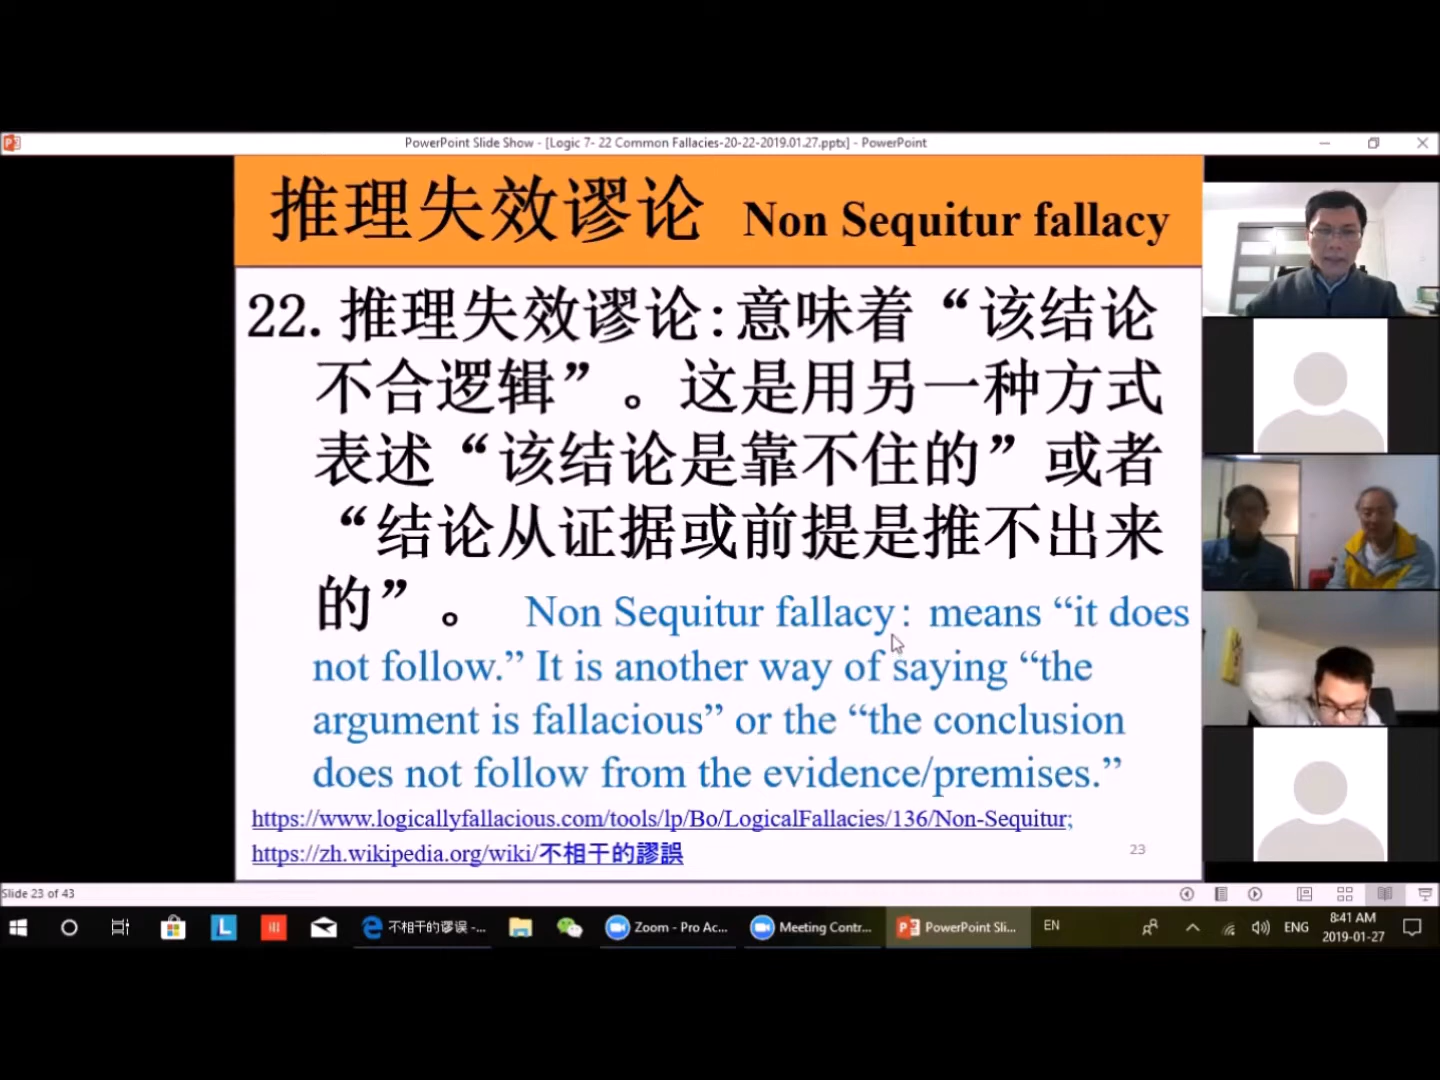 PowerPoint Slide Show - [Logic 7- 22 Common Fallacies-20-22-2019.01.27.pptx] - PowerPoint
推理失效谬论 Non Sequitur fallacy
22. 推理失效谬论:意味着“该结论
不合逻辑”。这是用另一种方式
表述“该结论是靠不住的”或者
“结论从证据或前提是推不出来
的”。 Non Sequitur fallacy: means “it does
not follow.” It is another way of saying “the
argument is fallacious” or the “the conclusion
does not follow from the evidence/premises.”
https://www.logicallyfallacious.com/tools/lp/Bo/LogicalFallacies/136/Non-Sequitur;
https://zh.wikipedia.org/wiki/不相干的謬誤
23
Slide 23 of 43
不相干的谬误 -...
Zoom - Pro Ac...
Meeting Contr...
PowerPoint Sli...
EN
ENG
8:41 AM
2019-01-27